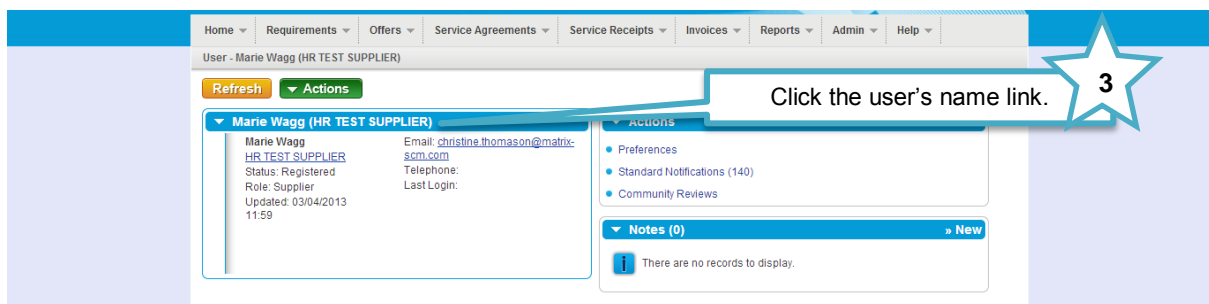 Home Requirements Offers Service Agreements Service Receipts Invoices Reports Admin Help
User - Marie Wagg (HR TEST SUPPLIER)
Refresh Actions
Click the user's name link.
3
Marie Wagg (HR TEST SUPPLIER)
Marie Wagg
HR TEST SUPPLIER
Status: Registered
Role: Supplier
Updated: 03/04/2013
11:59
Email: christine.thomason@matrix-
scm.com
Telephone:
Last Login:
Actions
Preferences
Standard Notifications (140)
Community Reviews
Notes (0) » New
i There are no records to display.